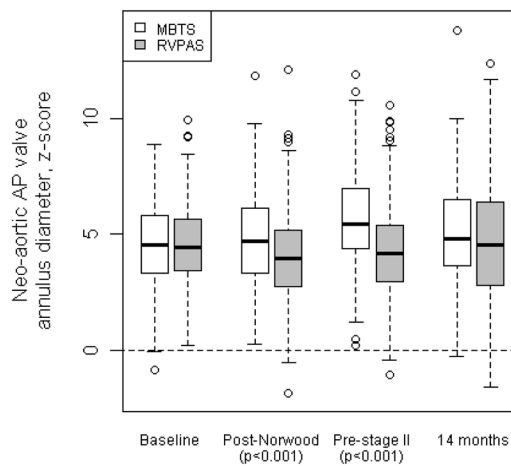 MBTS
RVPAS
Neo-aortic AP valve
annulus diameter, z-score
10
5
0
Baseline
Post-Norwood
(p<0.001)
Pre-stage II
(p<0.001)
14 months